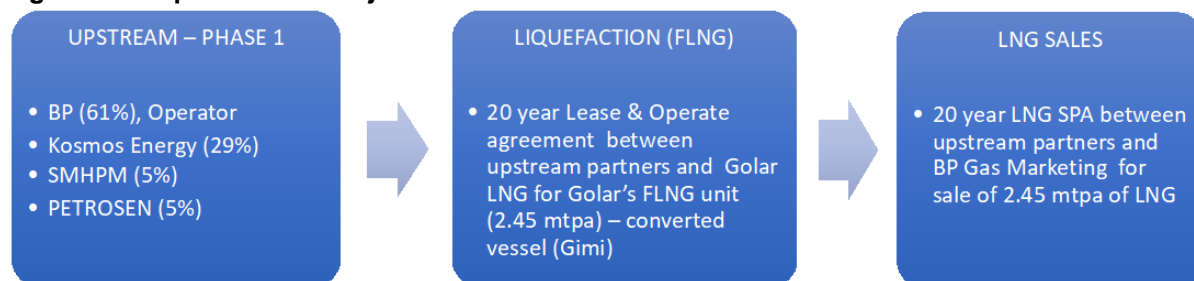 UPSTREAM – PHASE 1
• BP (61%), Operator
• Kosmos Energy (29%)
• SMHPM (5%)
• PETROSEN (5%)
LIQUEFACTION (FLNG)
• 20 year Lease & Operate
agreement between
upstream partners and Golar
LNG for Golar's FLNG unit
(2.45 mtpa) – converted
vessel (Gimi)
LNG SALES
• 20 year LNG SPA between
upstream partners and
BP Gas Marketing for
sale of 2.45 mtpa of LNG